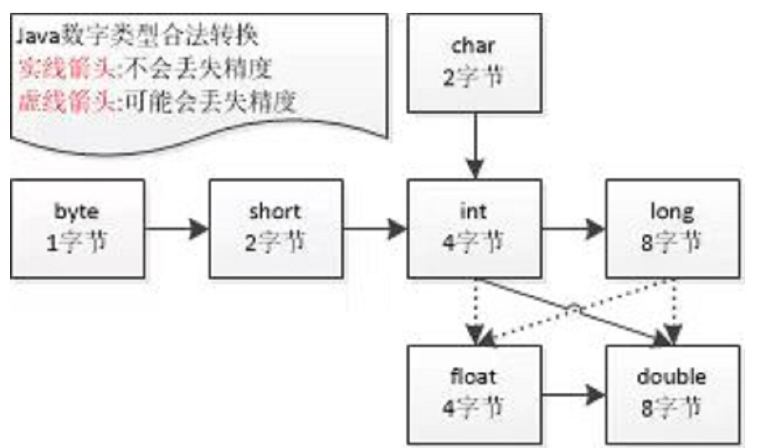 Java数字类型合法转换
实线箭头:不会丢失精度
虚线箭头:可能会丢失精度
char
2字节
byte
1字节
short
2字节
int
4字节
long
8字节
float
4字节
double
8字节